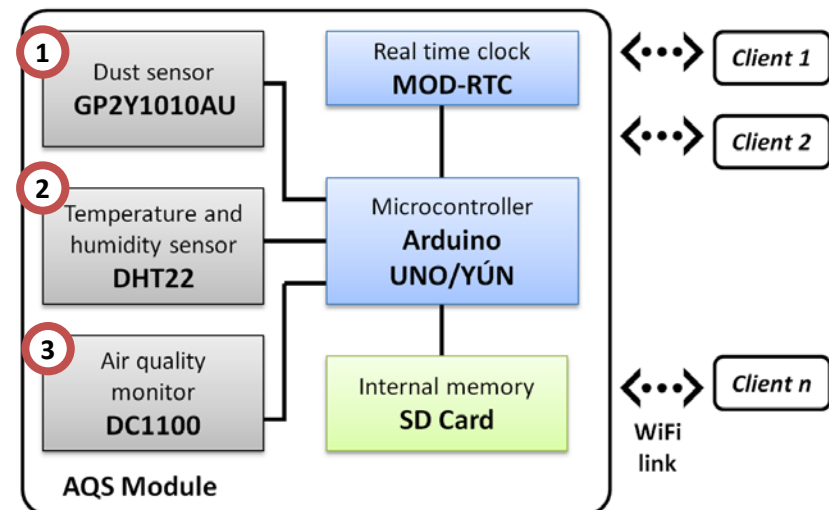 1
Dust sensor
GP2Y1010AU
2
Temperature and
humidity sensor
DHT22
3
Air quality
monitor
DC1100
AQS Module
Real time clock
MOD-RTC
Microcontroller
Arduino
UNO/YÚN
Internal memory
SD Card
Client 1
Client 2
Client n
WiFi
link